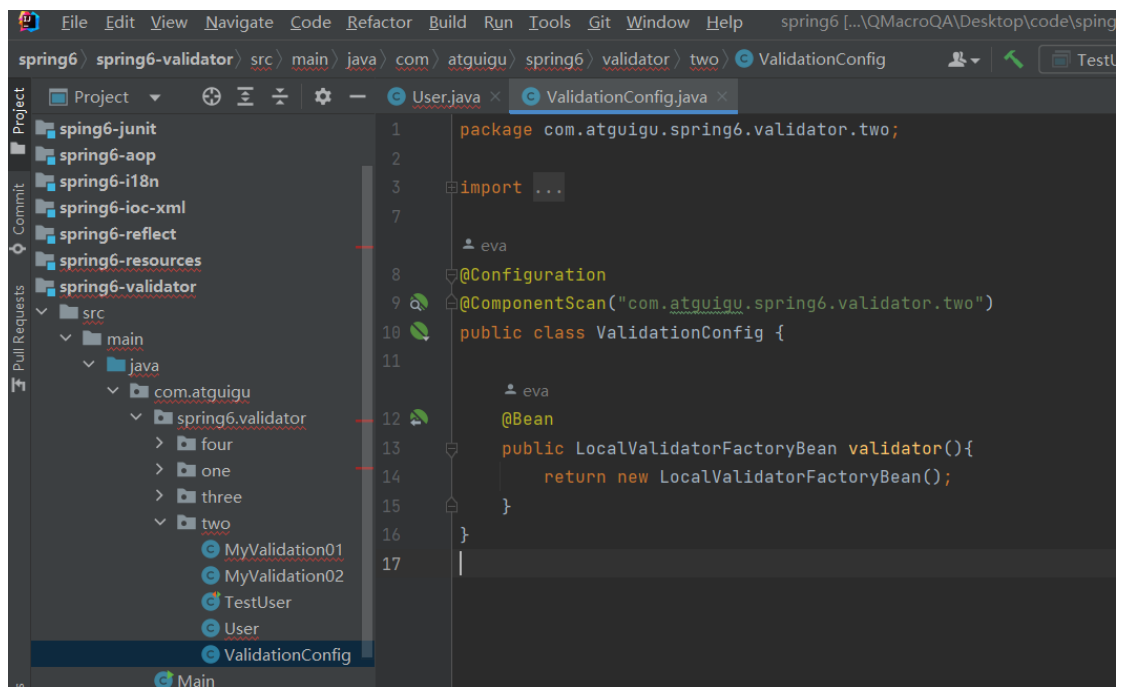 File Edit View Navigate Code Refactor Build Run Tools Git Window Help spring6 [...\QMacroQA\Desktop\code\sping
spring6 〉 spring6-validator 〉 src 〉 main 〉 java 〉 com 〉 atguigu 〉 spring6 〉 validator 〉 two 〉 ValidationConfig TestU
Project
Commit
Pull Requests
Project
sping6-junit
spring6-aop
spring6-i18n
spring6-ioc-xml
spring6-reflect
spring6-resources
spring6-validator
src
main
java
com.atguigu
spring6.validator
four
one
three
two
MyValidation01
MyValidation02
TestUser
User
ValidationConfig
Main
User.java × ValidationConfig.java ×
1 package com.atguigu.spring6.validator.two;
2
3 import ...
7
eva
8 @Configuration
9 @ComponentScan("com.atguigu.spring6.validator.two")
10 public class ValidationConfig {
11
eva
12 @Bean
13 public LocalValidatorFactoryBean validator(){
14 return new LocalValidatorFactoryBean();
15 }
16 }
17